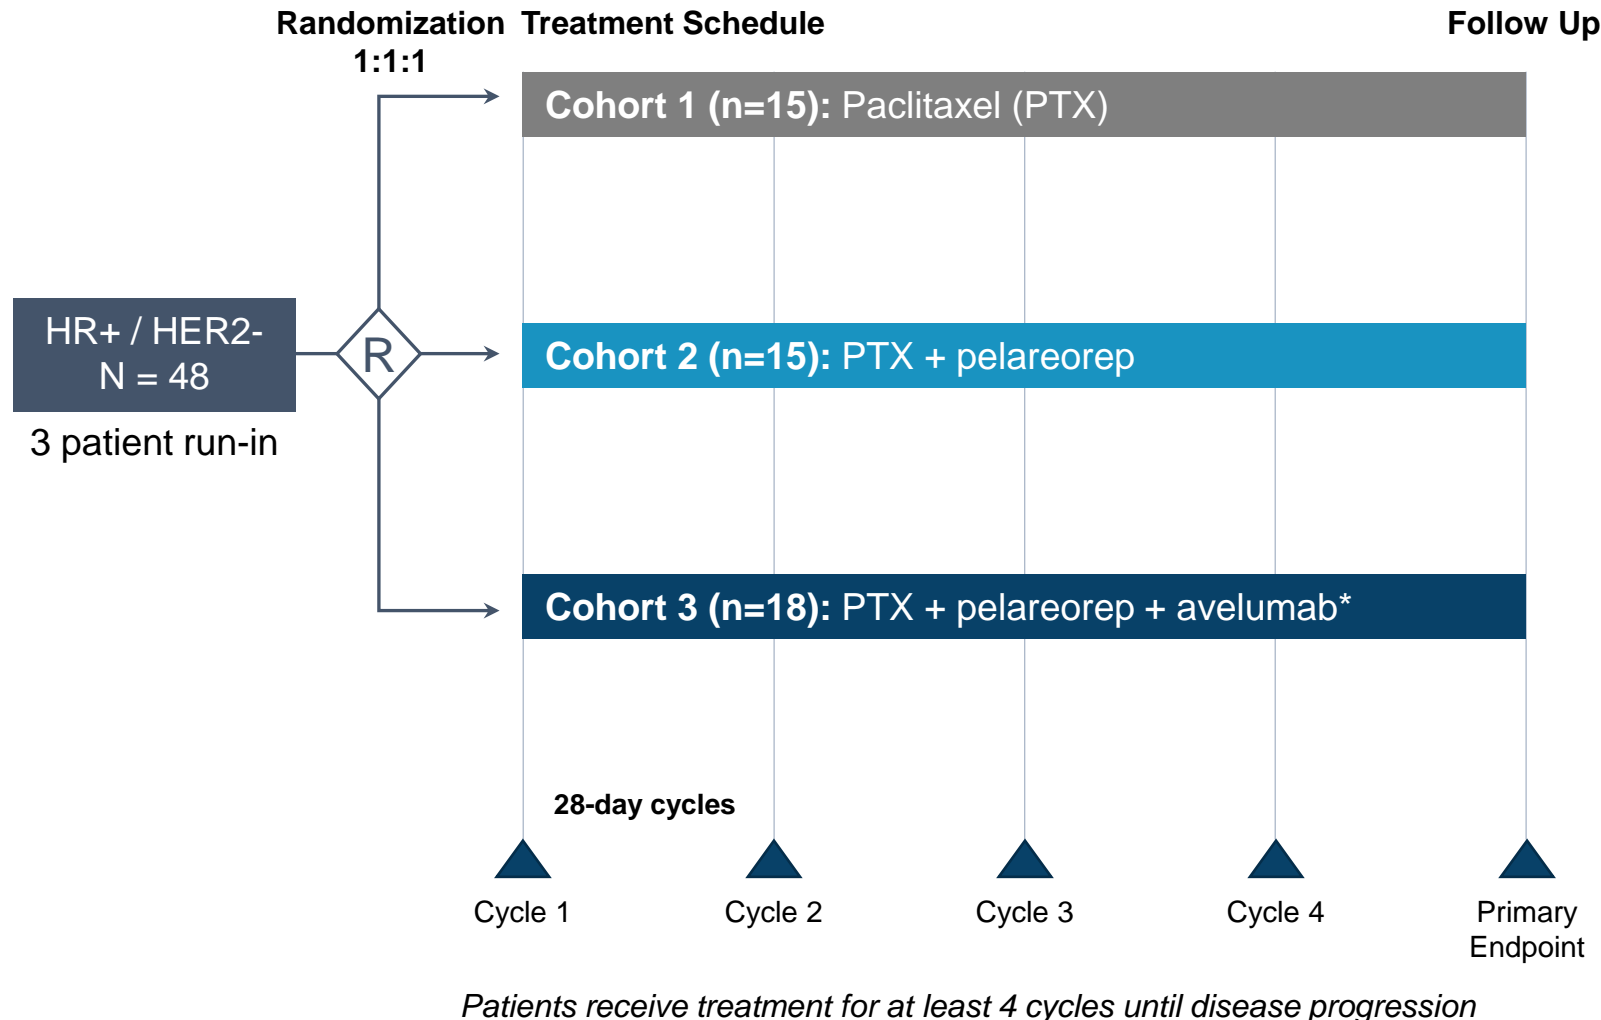 Randomization
1:1:1
Treatment Schedule
Follow Up
Cohort 1 (n=15): Paclitaxel (PTX)
HR+ / HER2-
N = 48
3 patient run-in
R
Cohort 2 (n=15): PTX + pelareorep
Cohort 3 (n=18): PTX + pelareorep + avelumab*
28-day cycles
Cycle 1
Cycle 2
Cycle 3
Cycle 4
Primary
Endpoint
Patients receive treatment for at least 4 cycles until disease progression